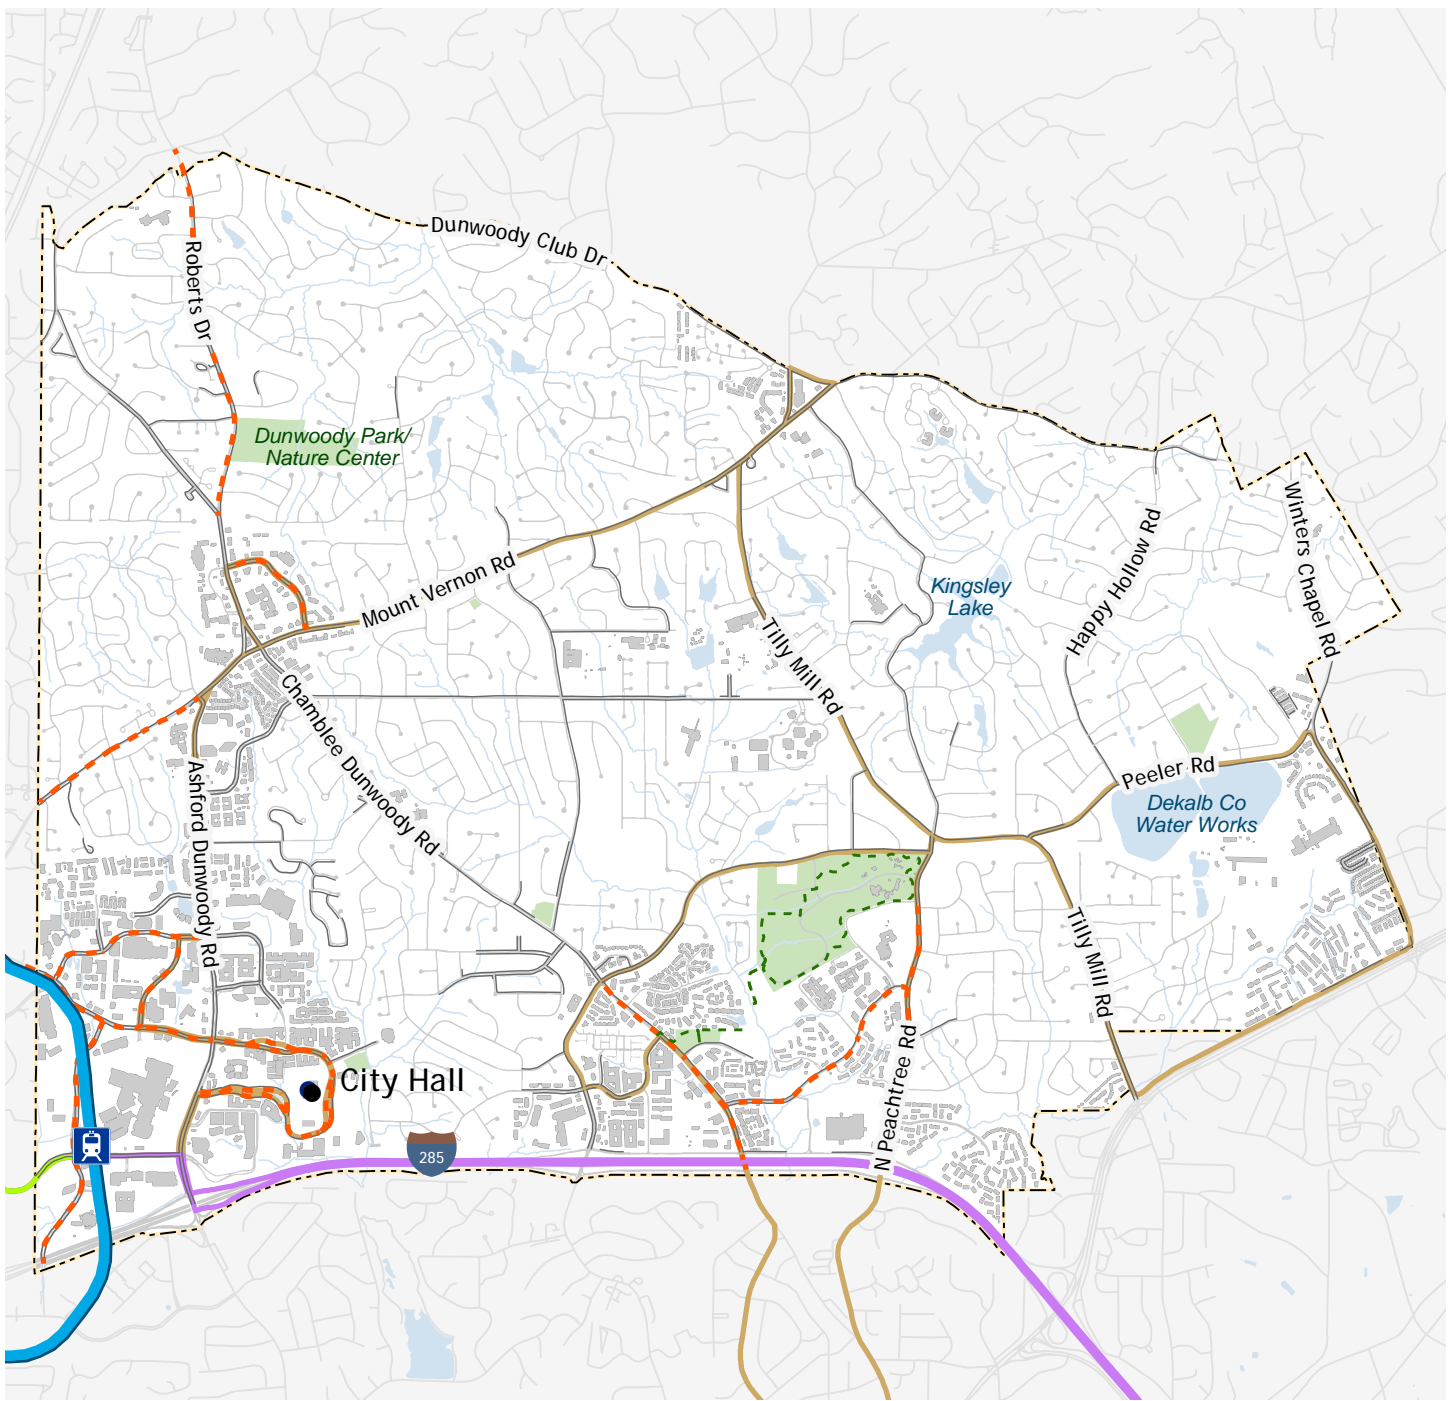 Dunwoody Club Dr
Roberts Dr
Dunwoody Park/
Nature Center
Winters Chapel Rd
Happy Hollow Rd
Mount Vernon Rd
Kingsley
Lake
Tilly Mill Rd
Chamblee Dunwoody Rd
Ashford Dunwoody Rd
Peeler Rd
Dekalb Co
Water Works
Tilly Mill Rd
N Peachtree Rd
City Hall
285